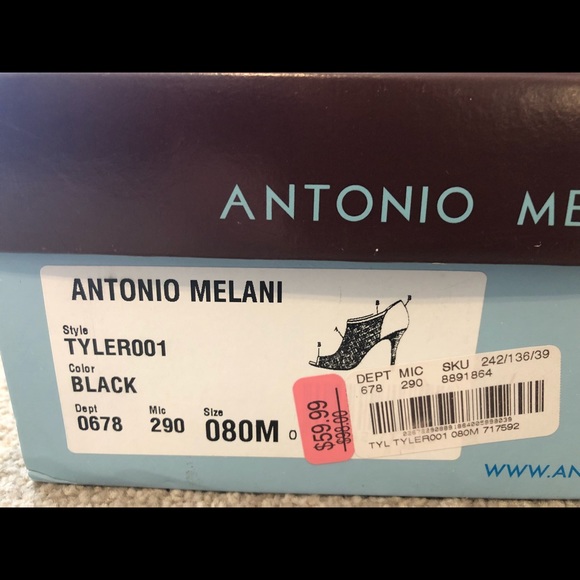 ANTONIO ME
ANTONIO MELANI
Style
TYLER001
Color
BLACK
Dept Mic Size
0678 290 080M 0
$59.99
DEPT MIC SKU 242/136/39
678 290 8891864
TYL TYLER001 080M 717592
WWW.AN